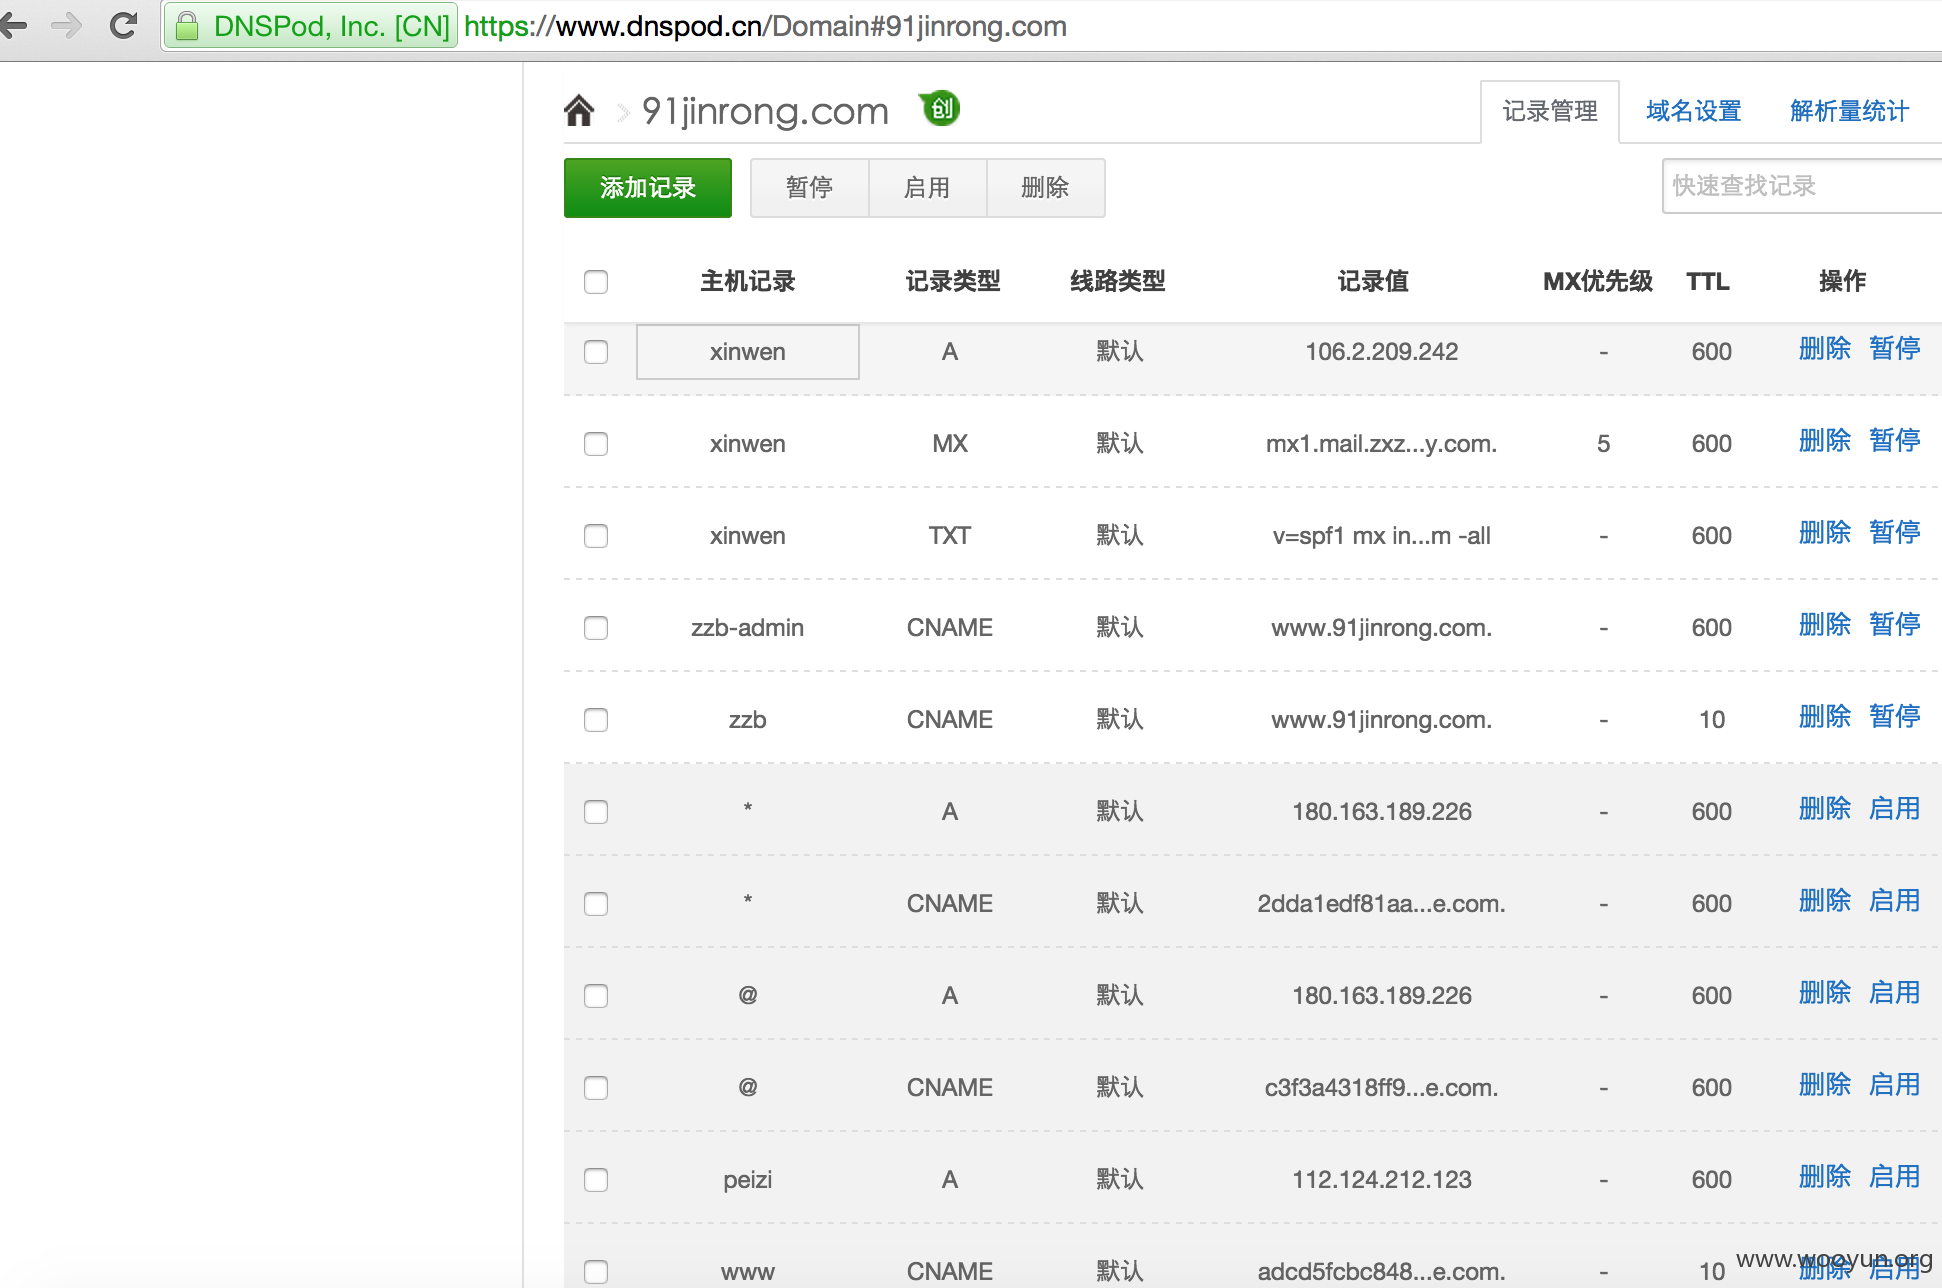 DNSPod, Inc. [CN] https://www.dnspod.cn/Domain#91jinrong.com
91jinrong.com 创 记录管理 域名设置 解析量统计
添加记录 暂停 启用 删除 快速查找记录
主机记录 记录类型 线路类型 记录值 MX优先级 TTL 操作
xinwen A 默认 106.2.209.242 - 600 删除 暂停
xinwen MX 默认 mx1.mail.zxz...y.com. 5 600 删除 暂停
xinwen TXT 默认 v=spf1 mx in...m -all - 600 删除 暂停
zzb-admin CNAME 默认 www.91jinrong.com. - 600 删除 暂停
zzb CNAME 默认 www.91jinrong.com. - 10 删除 暂停
* A 默认 180.163.189.226 - 600 删除 启用
* CNAME 默认 2dda1edf81aa...e.com. - 600 删除 启用
@ A 默认 180.163.189.226 - 600 删除 启用
@ CNAME 默认 c3f3a4318ff9...e.com. - 600 删除 启用
peizi A 默认 112.124.212.123 - 600 删除 启用
www CNAME 默认 adcd5fcbc848...e.com. - 10 删除 启用
www.wooyun.org